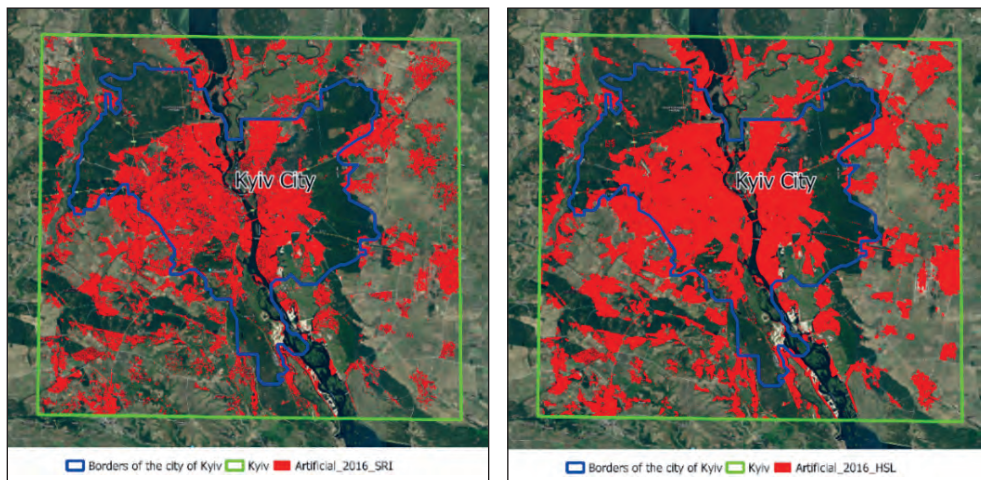 Kyiv City
Borders of the city of Kyiv Kyiv Artificial_2016_SRI
Kyiv City
Borders of the city of Kyiv Kyiv Artificial_2016_HSL